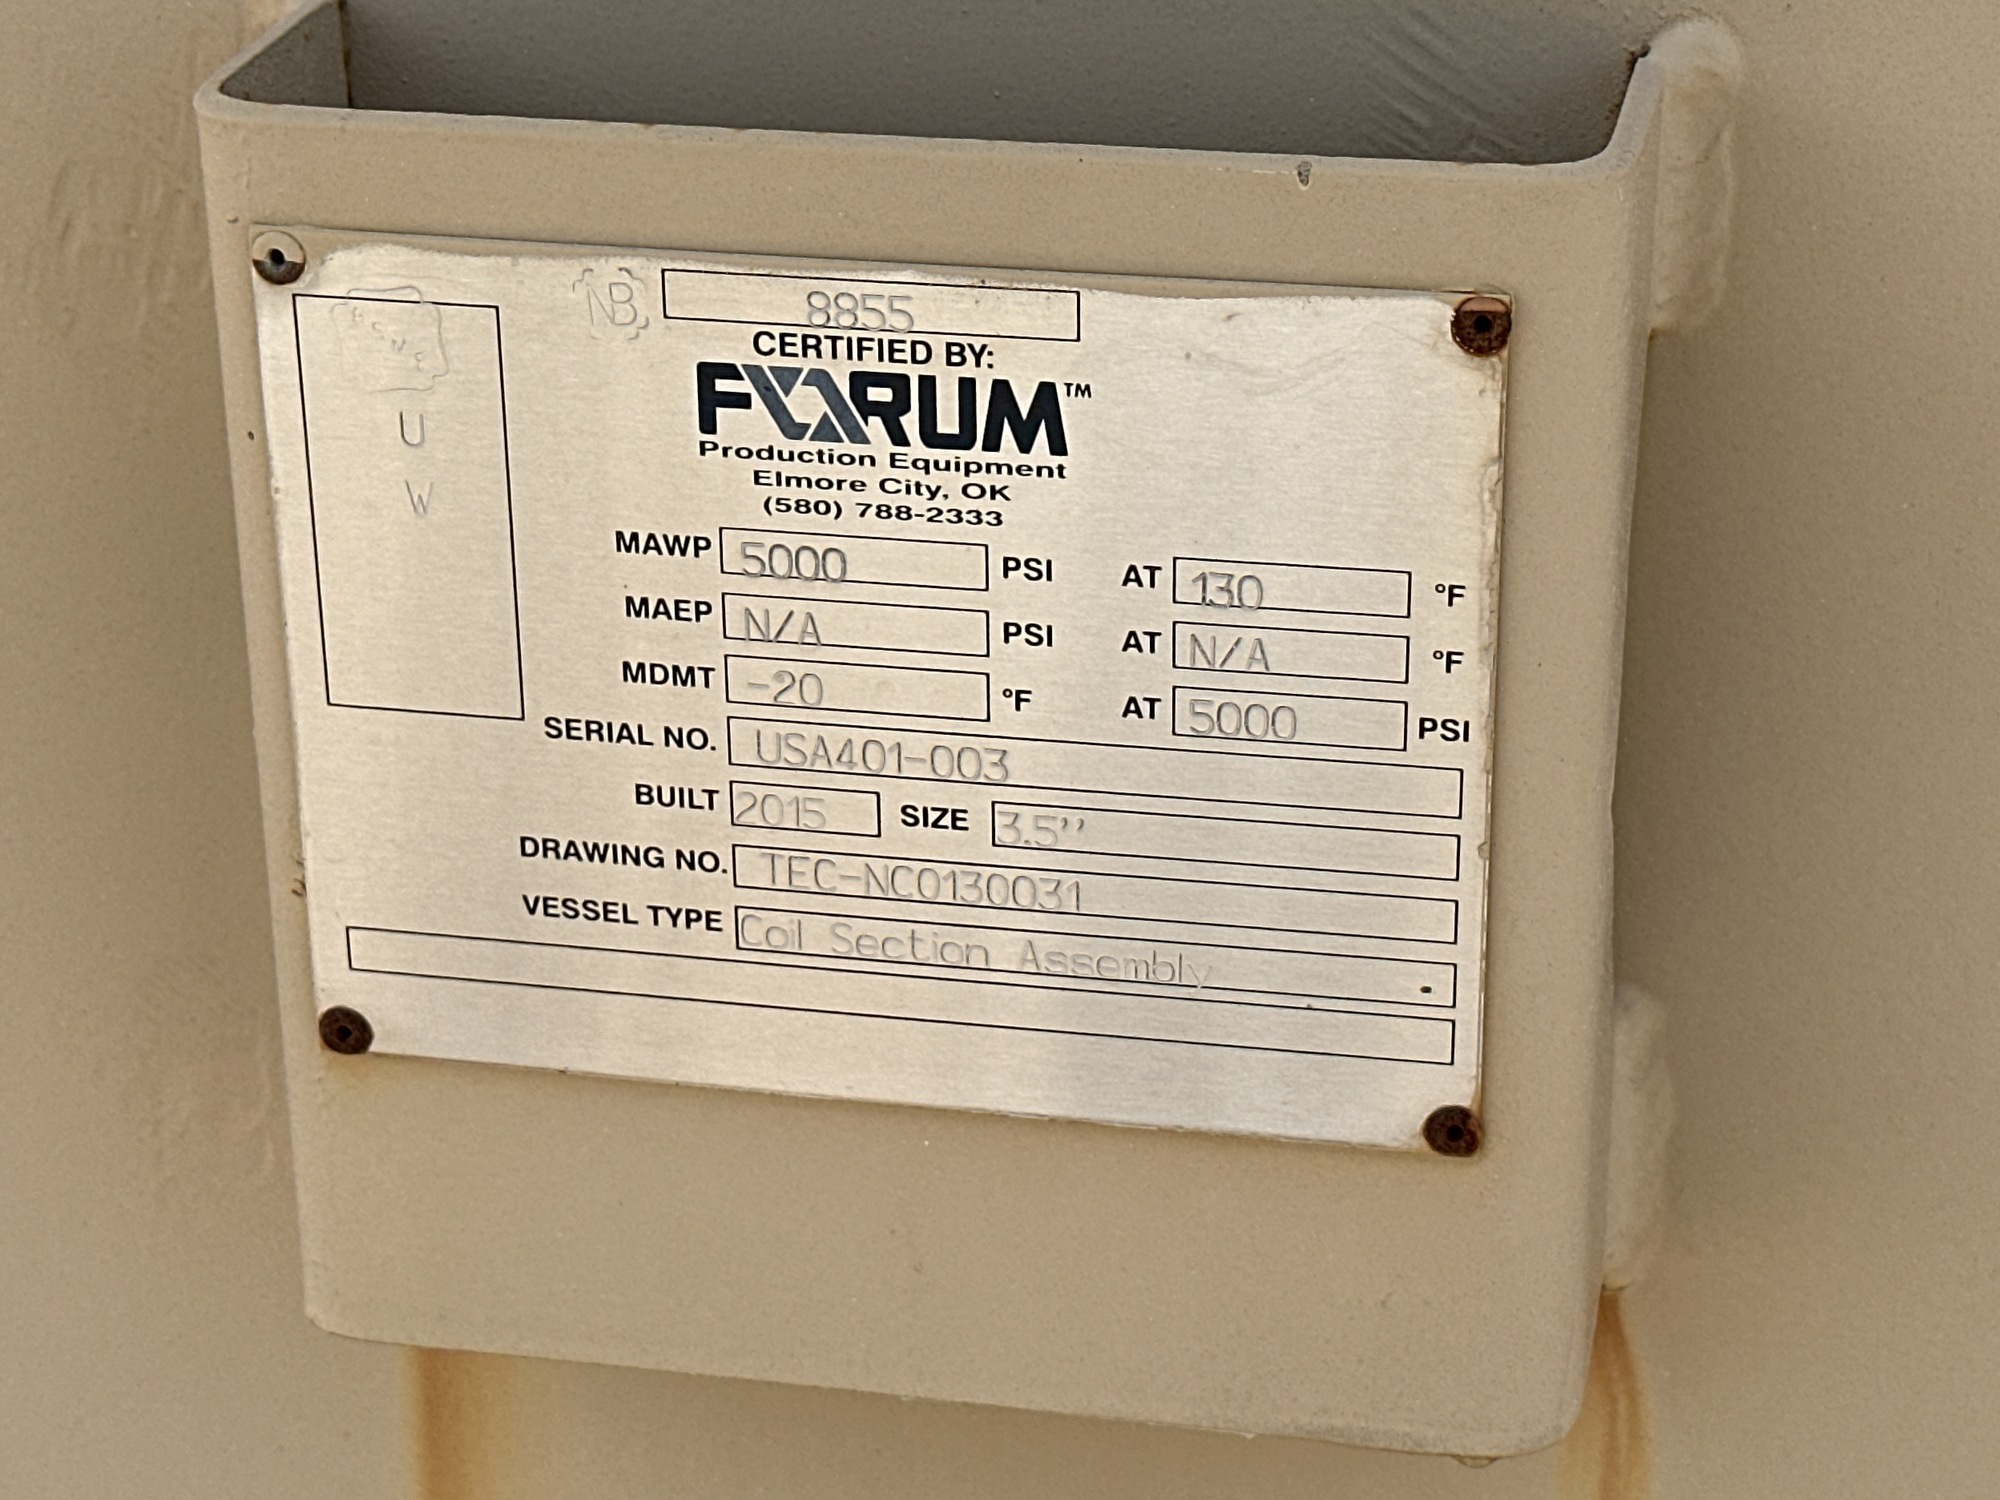 ASME
U
W
NB 8855
CERTIFIED BY:
FORUM™
Production Equipment
Elmore City, OK
(580) 788-2333
MAWP 5000 PSI AT 130 °F
MAEP N/A PSI AT N/A °F
MDMT -20 °F AT 5000 PSI
SERIAL NO. USA401-003
BUILT 2015 SIZE 3.5’’
DRAWING NO. TEC-NC0130031
VESSEL TYPE Coil Section Assembly